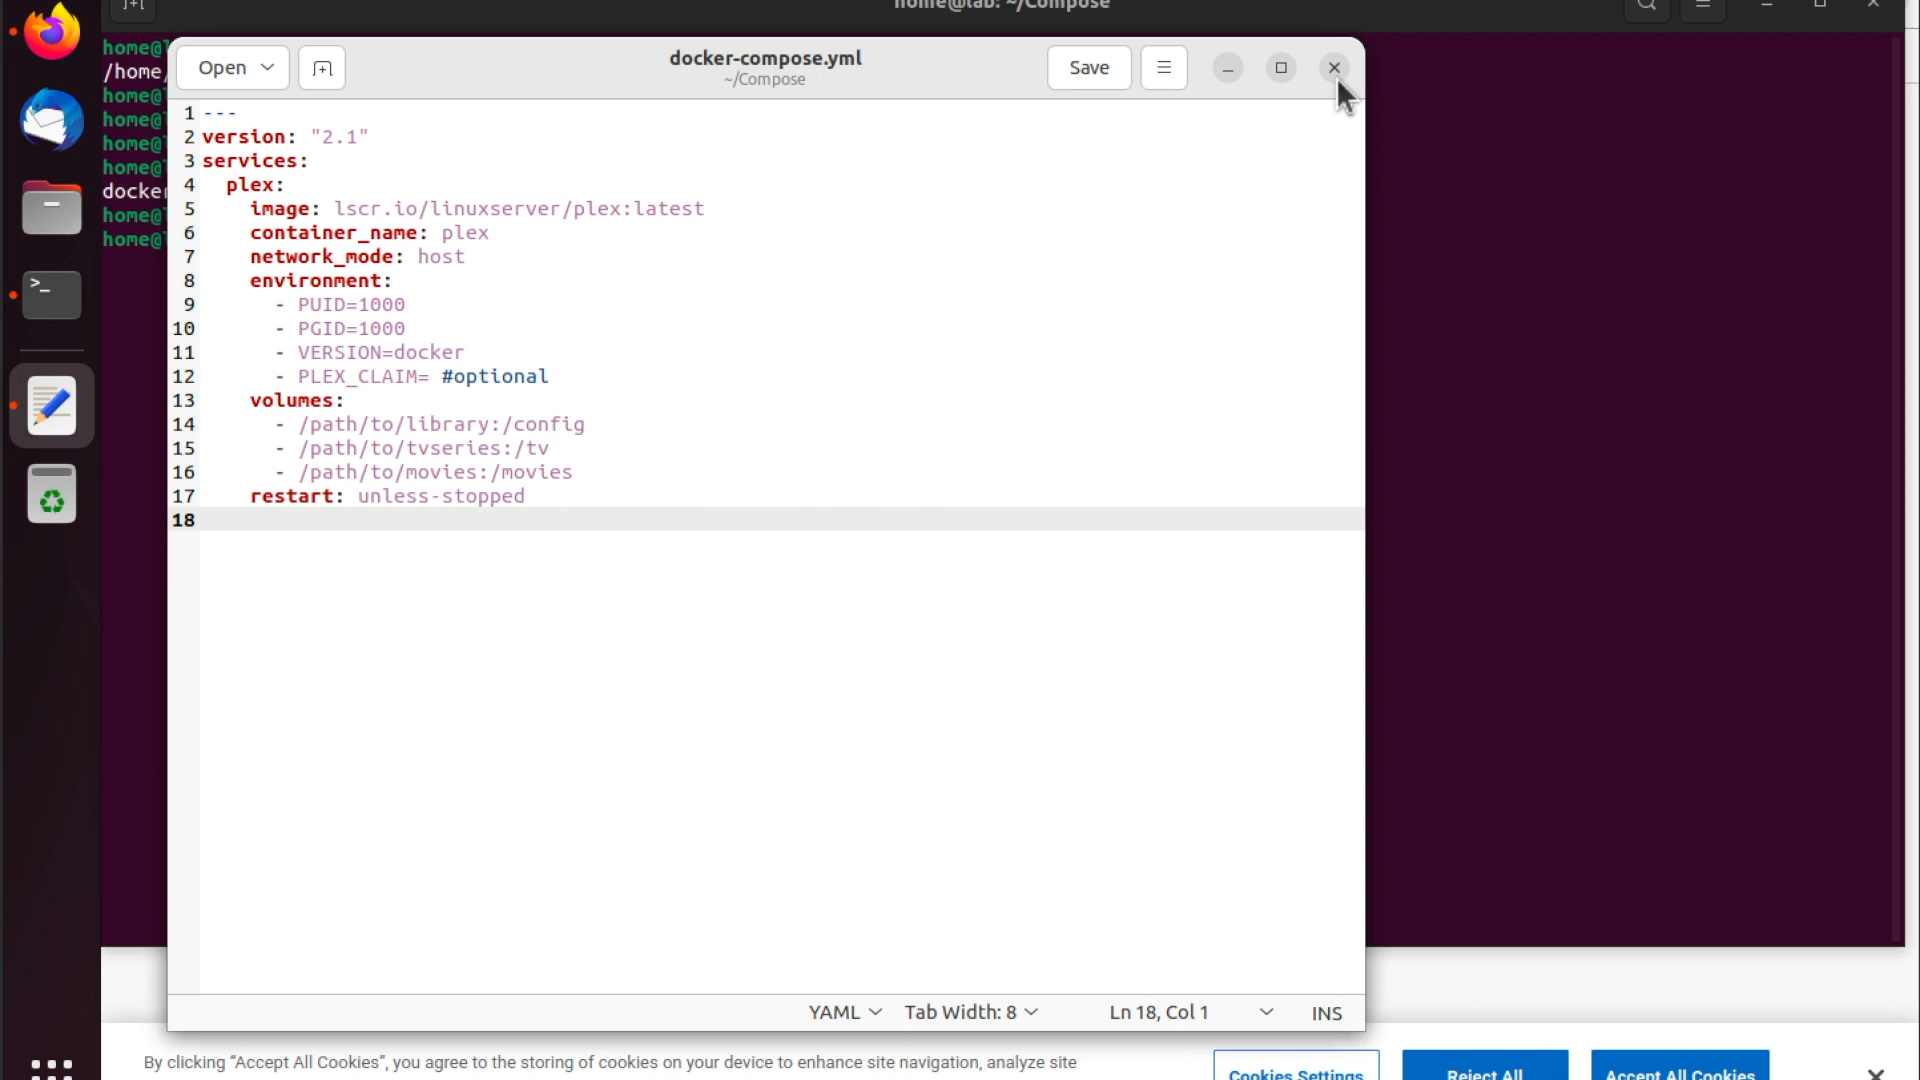 home@lab: ~/Compose
home@l
/home/
home@l
home@l
home@l
home@l
docker
home@l
home@l
Open
docker-compose.yml
~/Compose
Save
1 ---
2 version: "2.1"
3 services:
4 plex:
5 image: lscr.io/linuxserver/plex:latest
6 container_name: plex
7 network_mode: host
8 environment:
9 - PUID=1000
10 - PGID=1000
11 - VERSION=docker
12 - PLEX_CLAIM= #optional
13 volumes:
14 - /path/to/library:/config
15 - /path/to/tvseries:/tv
16 - /path/to/movies:/movies
17 restart: unless-stopped
18
YAML Tab Width: 8 Ln 18, Col 1 INS
By clicking “Accept All Cookies”, you agree to the storing of cookies on your device to enhance site navigation, analyze site
Cookies Settings
Reject All
Accept All Cookies